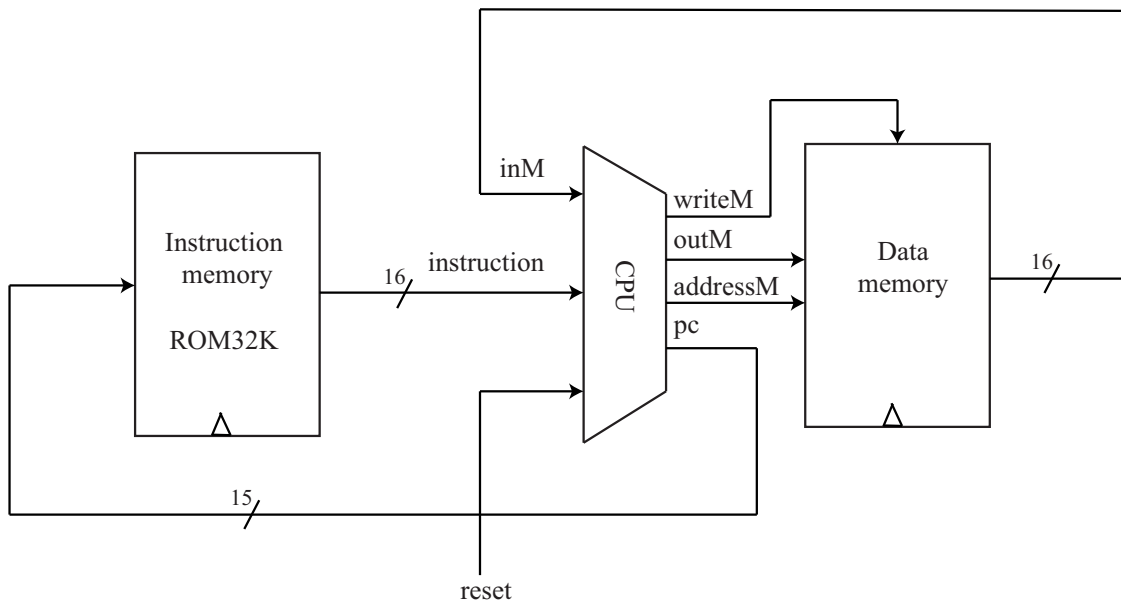 inM
writeM
Instruction
memory
ROM32K
16
instruction
CPU
outM
addressM
pc
Data
memory
16
15
reset